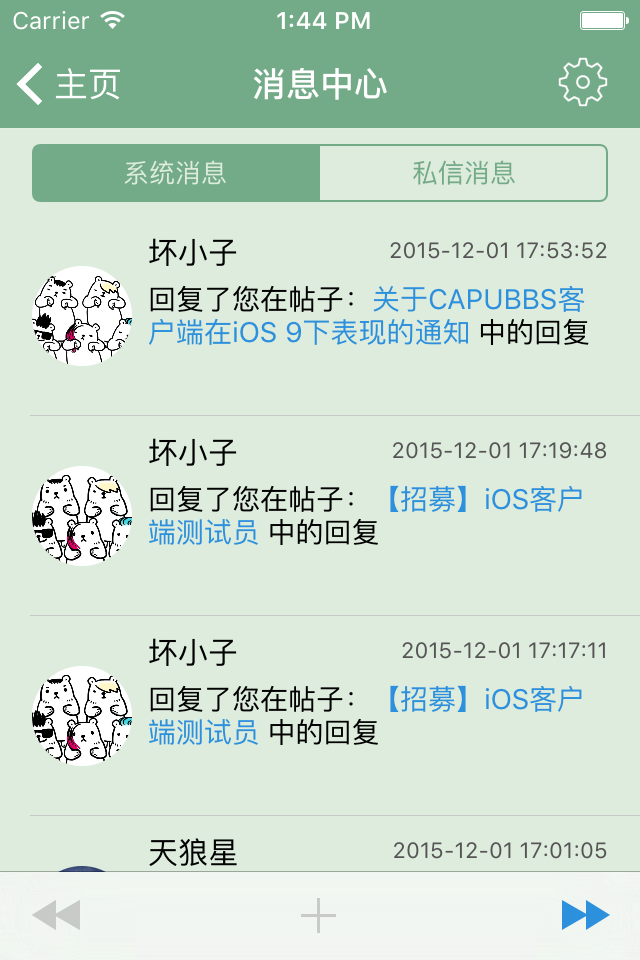 Carrier 1:44 PM
主页 消息中心
系统消息 私信消息
坏小子 2015-12-01 17:53:52
回复了您在帖子：关于CAPUBBS客
户端在iOS 9下表现的通知 中的回复
坏小子 2015-12-01 17:19:48
回复了您在帖子：【招募】iOS客户
端测试员 中的回复
坏小子 2015-12-01 17:17:11
回复了您在帖子：【招募】iOS客户
端测试员 中的回复
天狼星 2015-12-01 17:01:05